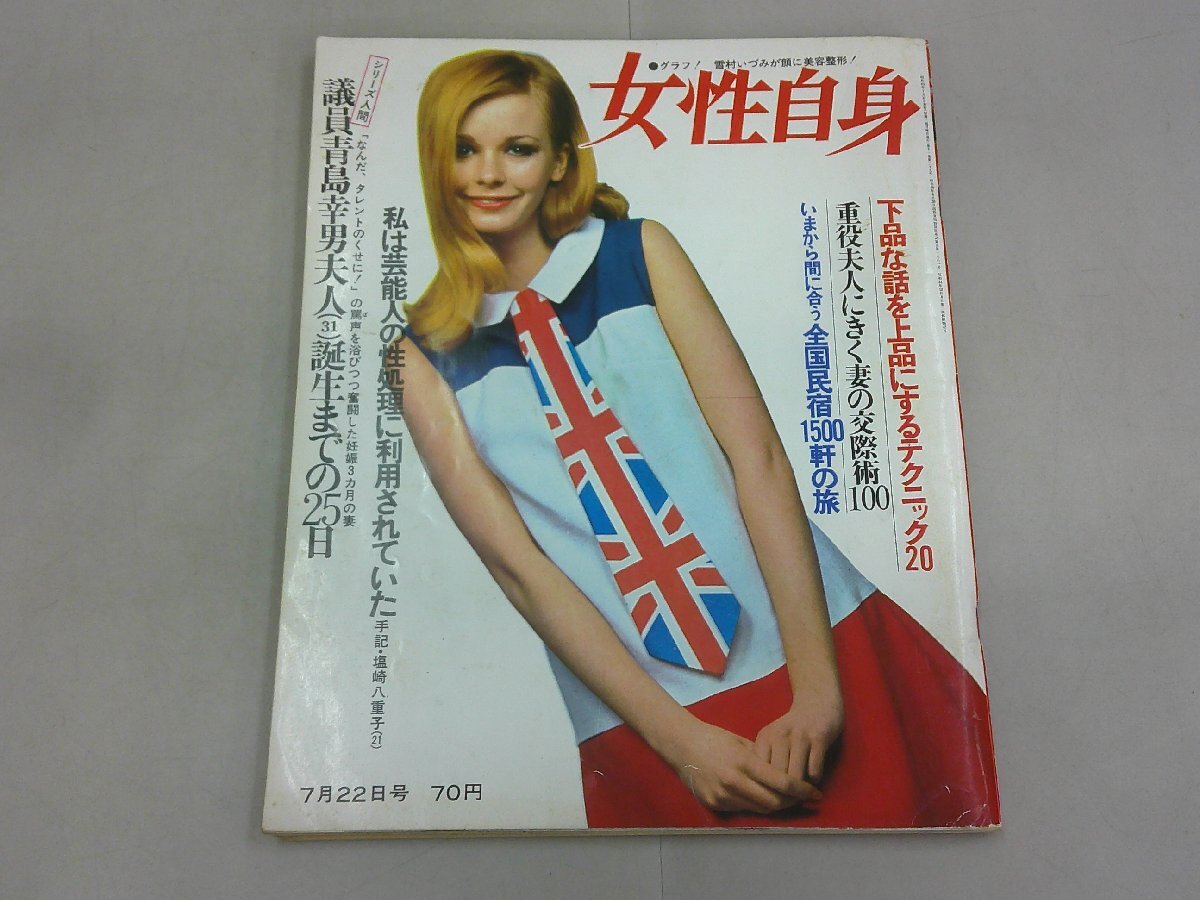 ●グラフ! 雪村いづみが顔に美容整形!
女性自身
下品な話を上品にするテクニック20
重役夫人にきく妻の交際術100
いまから間に合う全国民宿1500軒の旅
私は芸能人の性処理に利用されていた 手記・塩崎八重子(21)
シリーズ人間
「なんだ、タレントのくせに!」の罵声を浴びつつ奮闘した妊娠3カ月の妻
議員青島幸男夫人(31)誕生までの25日
7月22日号 70円